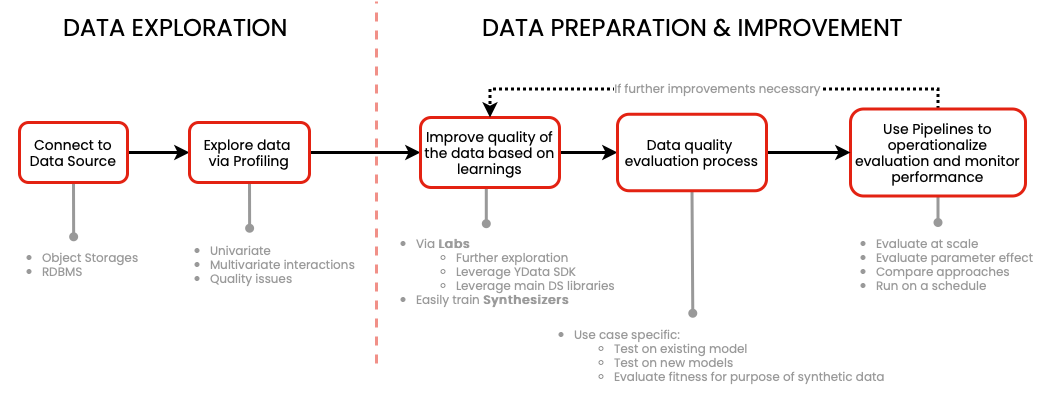 DATA EXPLORATION
DATA PREPARATION & IMPROVEMENT
If further improvements necessary
Connect to
Data Source
Explore data
via Profiling
Improve quality of
the data based on
learnings
Data quality
evaluation process
Use Pipelines to
operationalize
evaluation and monitor
performance
Object Storages
RDBMS
Univariate
Multivariate interactions
Quality issues
Via Labs
Further exploration
Leverage YData SDK
Leverage main DS libraries
Easily train Synthesizers
Use case specific:
Test on existing model
Test on new models
Evaluate fitness for purpose of synthetic data
Evaluate at scale
Evaluate parameter effect
Compare approaches
Run on a schedule